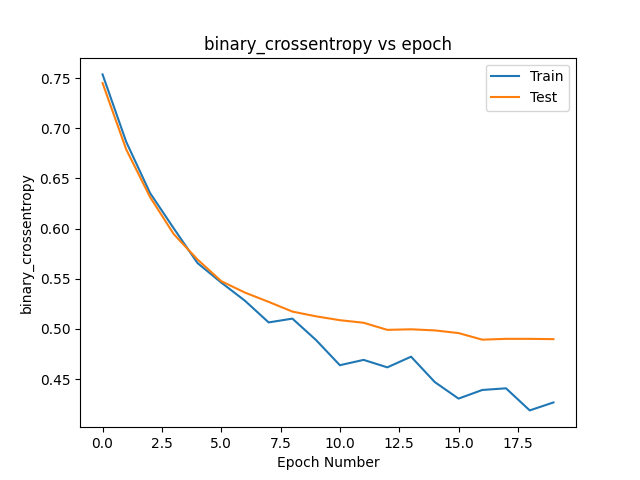 binary_crossentropy vs epoch
Train
Test
binary_crossentropy
0.75
0.70
0.65
0.60
0.55
0.50
0.45
0.0 2.5 5.0 7.5 10.0 12.5 15.0 17.5
Epoch Number